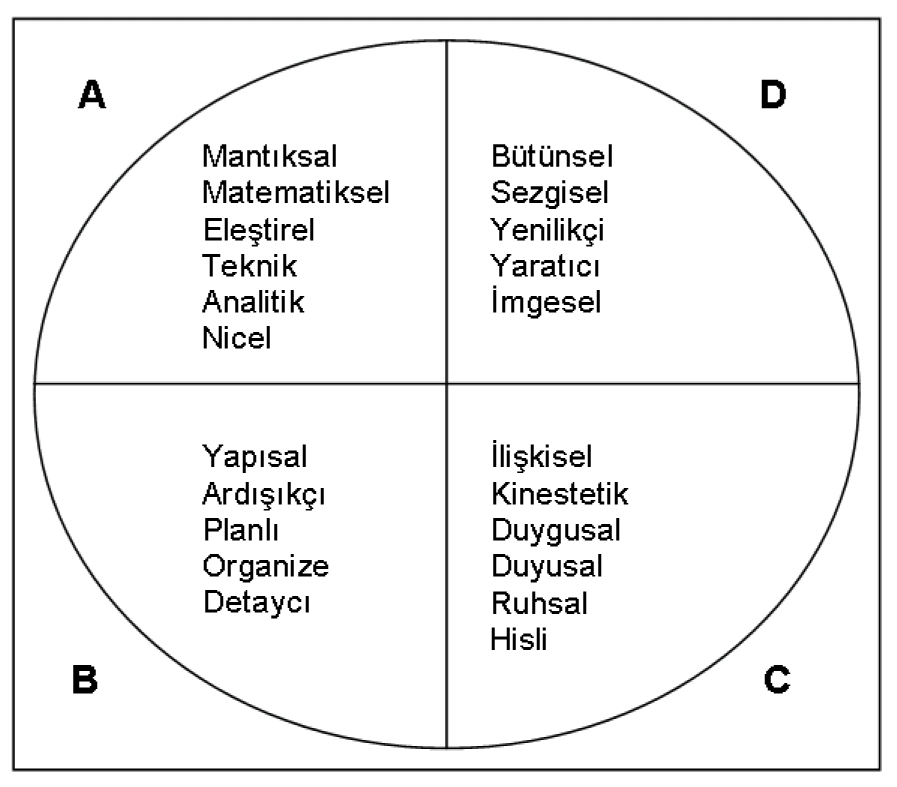 A
Mantıksal
Matematiksel
Eleştirel
Teknik
Analitik
Nicel
D
Bütünsel
Sezgisel
Yenilikçi
Yaratıcı
İmgesel
Yapısal
Ardışıkçı
Planlı
Organize
Detaycı
B
İlişkisel
Kinestetik
Duygusal
Duyusal
Ruhsal
Hisli
C